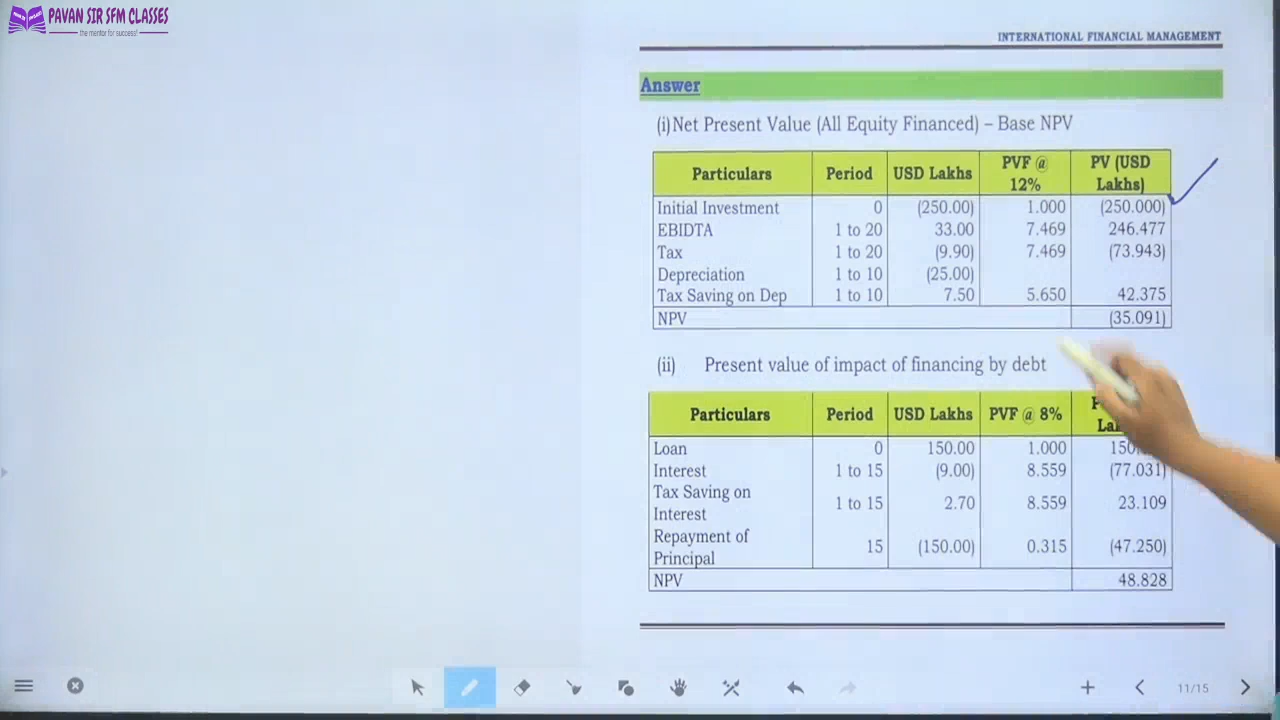 PAVAN SIR SFM CLASSES
the mentor for success!
INTERNATIONAL FINANCIAL MANAGEMENT
Answer
(i) Net Present Value (All Equity Financed) – Base NPV
Particulars Period USD Lakhs PVF @ 12% PV (USD Lakhs)
Initial Investment 0 (250.00) 1.000 (250.000)
EBIDTA 1 to 20 33.00 7.469 246.477
Tax 1 to 20 (9.90) 7.469 (73.943)
Depreciation 1 to 10 (25.00)
Tax Saving on Dep 1 to 10 7.50 5.650 42.375
NPV (35.091)
(ii) Present value of impact of financing by debt
Particulars Period USD Lakhs PVF @ 8%
Loan 0 150.00 1.000
Interest 1 to 15 (9.00) 8.559 (77.031)
Tax Saving on Interest 1 to 15 2.70 8.559 23.109
Repayment of Principal 15 (150.00) 0.315 (47.250)
NPV 48.828
11/15